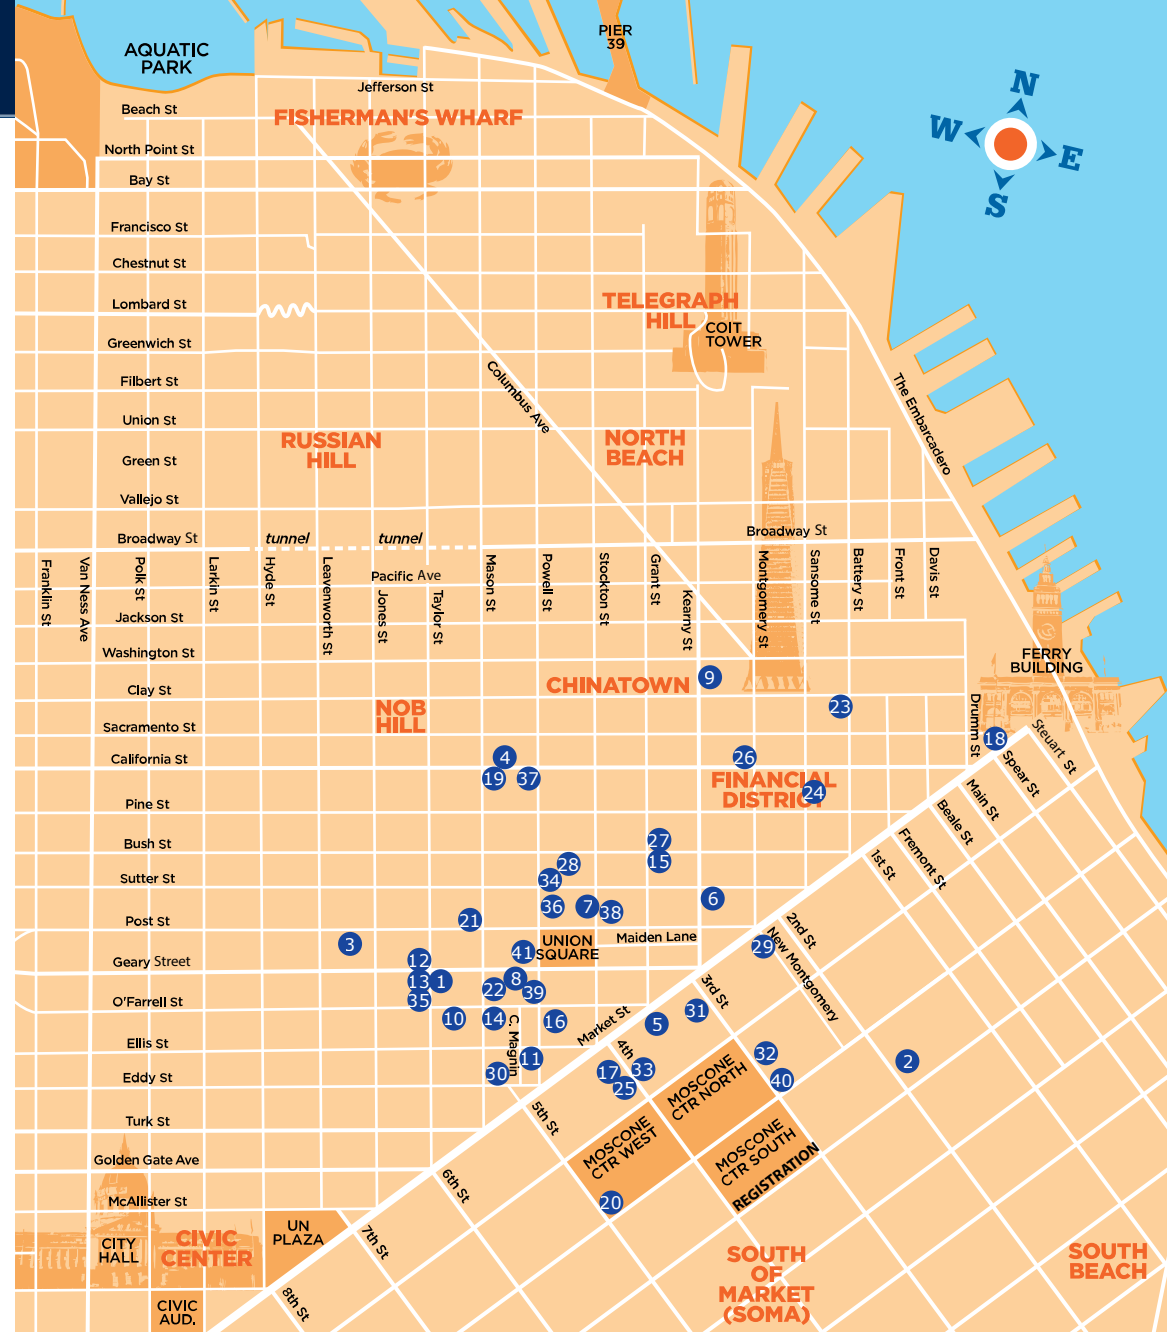 PIER
39
AQUATIC
PARK
N
W
E
S
Jefferson St
Beach St
FISHERMAN'S WHARF
North Point St
Bay St
Francisco St
Chestnut St
Lombard St
TELEGRAPH
HILL
COIT
TOWER
Greenwich St
Filbert St
Columbus Ave
The Embarcadero
Union St
RUSSIAN
HILL
NORTH
BEACH
Green St
Vallejo St
Broadway St
tunnel
tunnel
Broadway St
Franklin St
Van Ness Ave
Polk St
Larkin St
Hyde St
Leavenworth St
Pacific Ave
Jones St
Taylor St
Mason St
Powell St
Stockton St
Grant St
Kearny St
Montgomery St
Sansome St
Battery St
Front St
Davis St
Jackson St
Washington St
FERRY
BUILDING
9
Clay St
CHINATOWN
NOB
HILL
23
Sacramento St
Drumm St
18
Steuart St
California St
4
26
Spear St
19
37
FINANCIAL
DISTRICT
24
Main St
Pine St
Beale St
Bush St
27
Fremont St
28
15
1st St
Sutter St
34
6
Post St
21
36
7
38
2nd St
3
41
UNION
SQUARE
Maiden Lane
29
New Montgomery
Geary Street
12
13
1
8
3rd St
22
39
O'Farrell St
35
31
10
14
C. Magnin
16
Market St
5
Ellis St
4th
11
32
2
30
17
33
25
40
Eddy St
MOSCONE
CTR NORTH
5th St
Turk St
MOSCONE
CTR WEST
MOSCONE
CTR SOUTH
REGISTRATION
Golden Gate Ave
6th St
McAllister St
20
UN
PLAZA
7th St
CITY
HALL
CIVIC
CENTER
SOUTH
OF
MARKET
(SOMA)
SOUTH
BEACH
8th St
CIVIC
AUD.